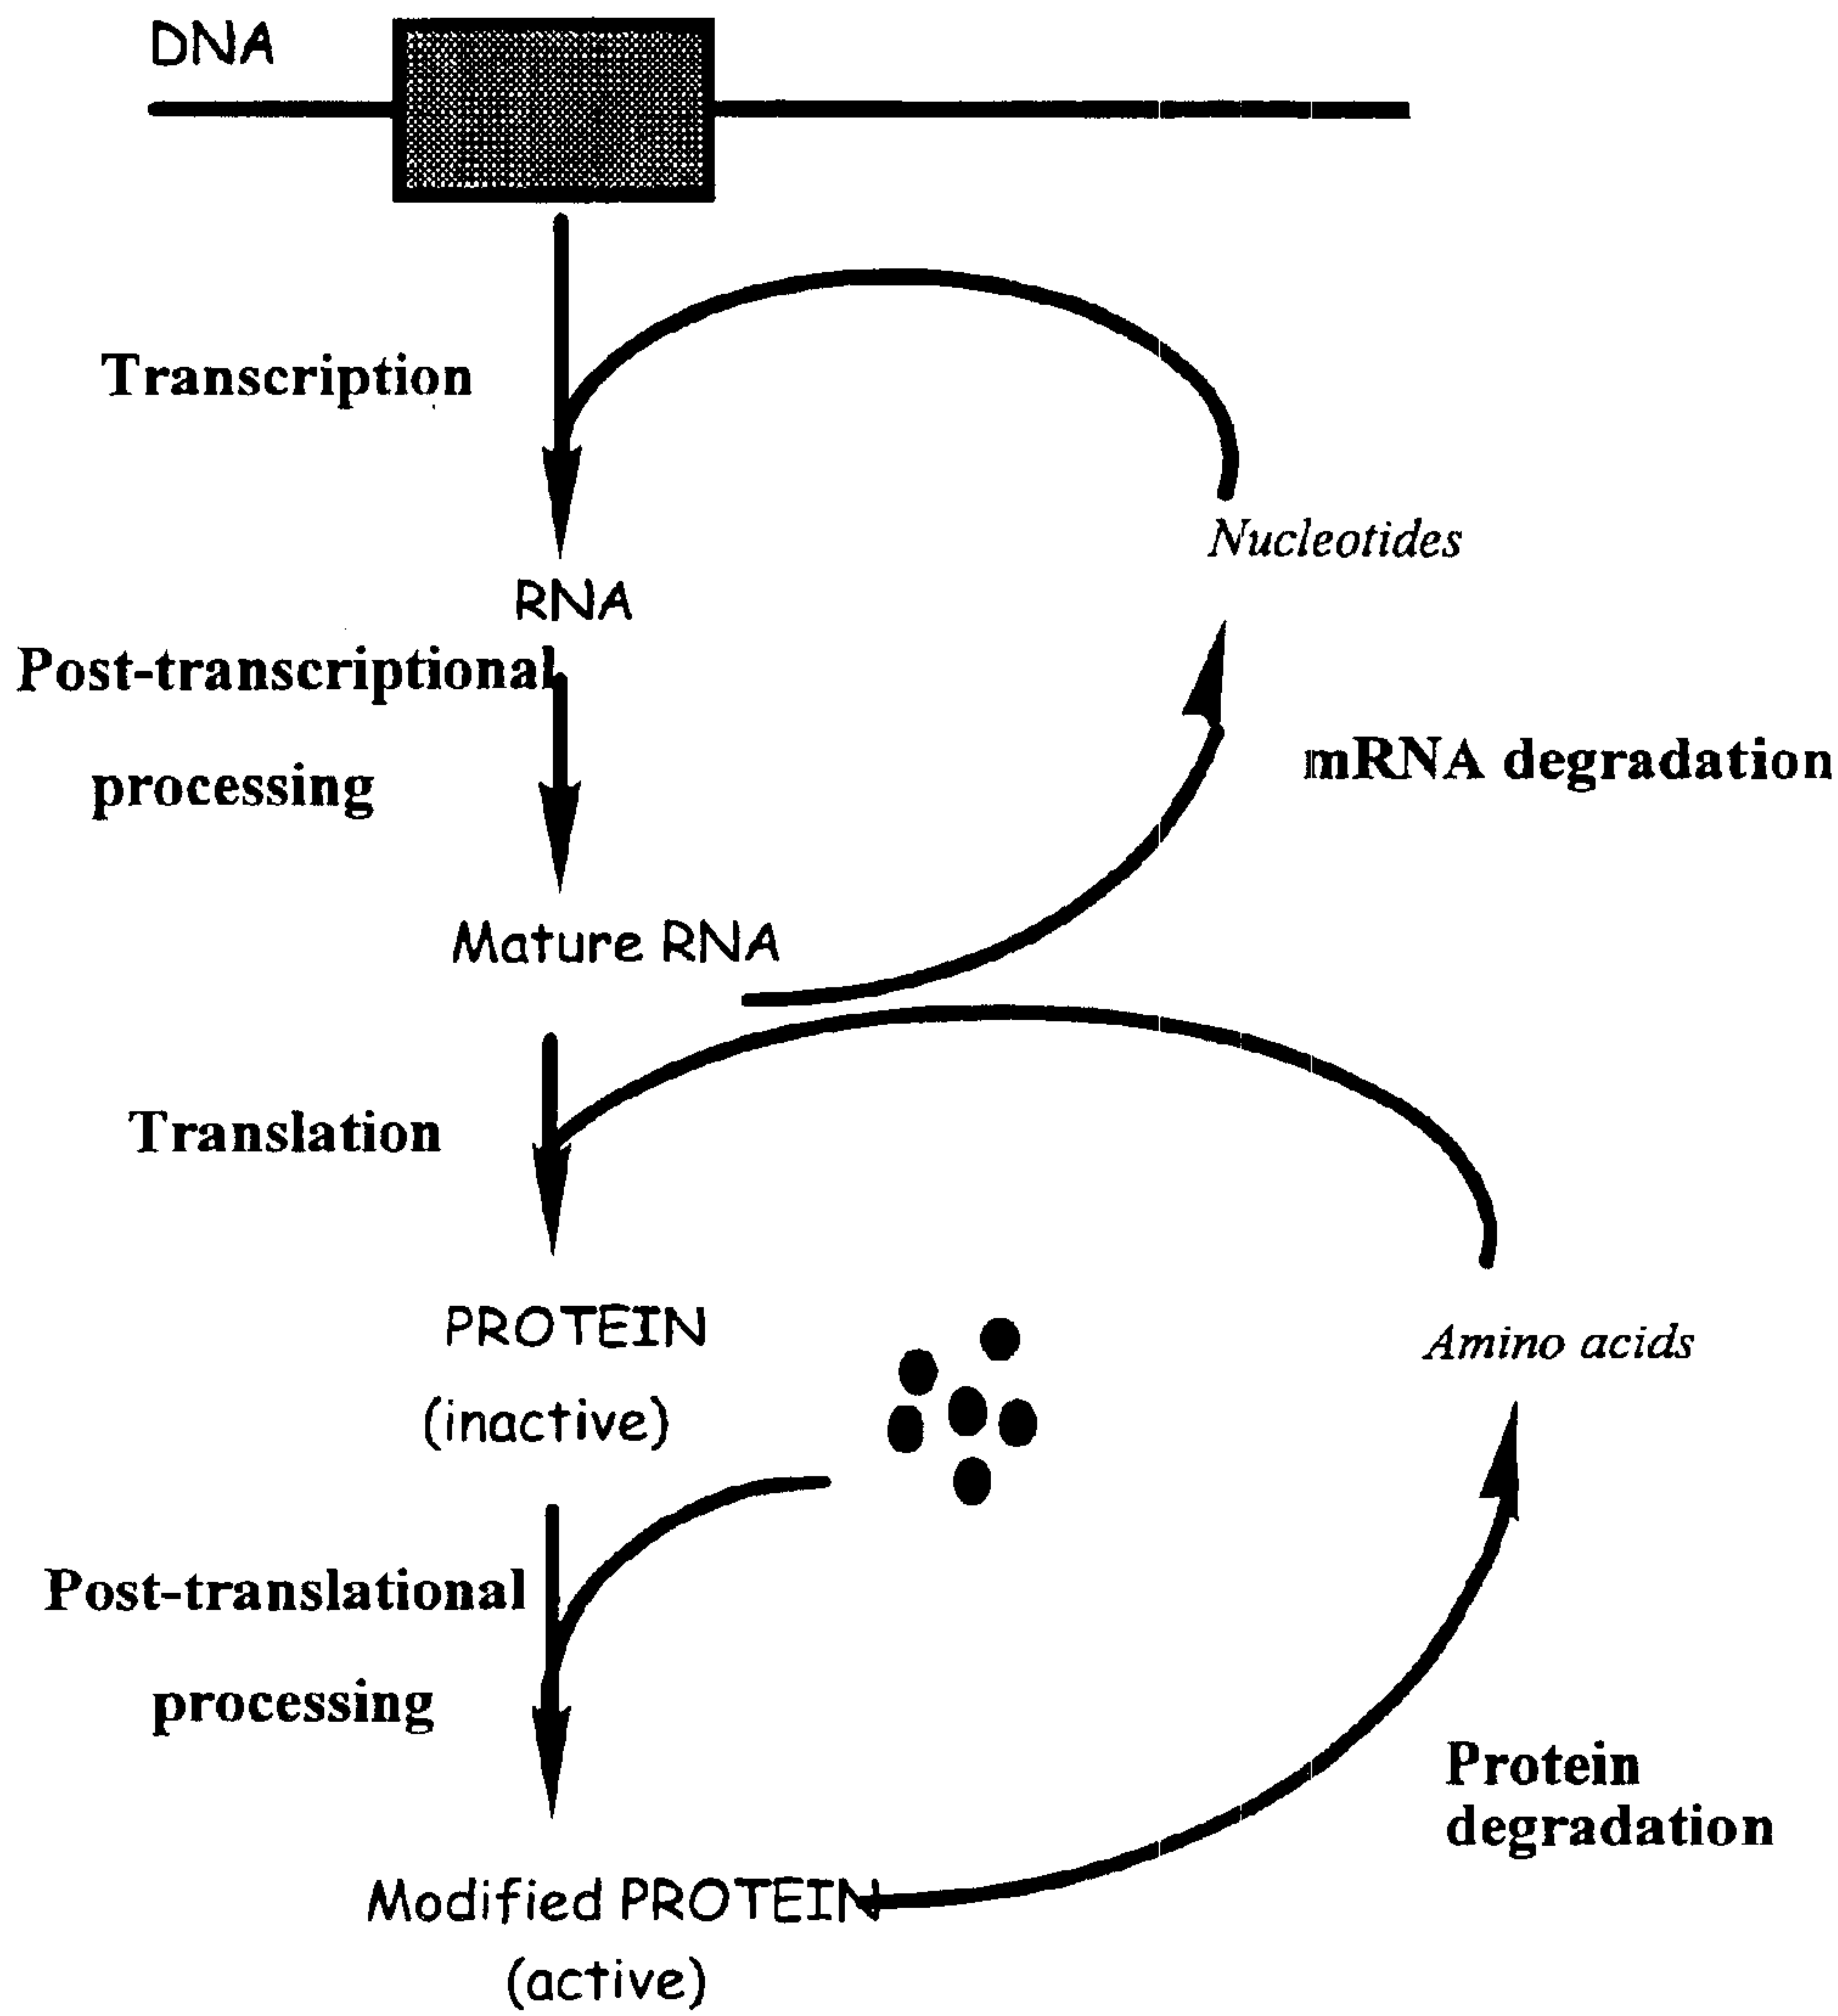 DNA
Transcription
Nucleotides
RNA
Post-transcriptional
processing
mRNA degradation
Mature RNA
Translation
PROTEIN
(inactive)
Amino acids
Post-translational
processing
Protein
degradation
Modified PROTEIN
(active)